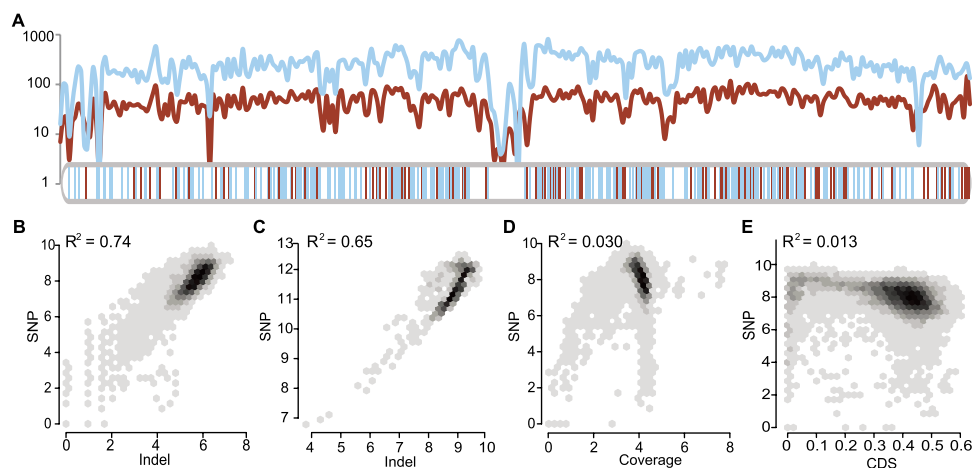 A
1000
100
10
1
B
R² = 0.74
SNP
10
8
6
4
2
0
0 2 4 6 8
Indel
C
R² = 0.65
SNP
13
12
11
10
9
8
7
4 5 6 7 8 9 10
Indel
D
R² = 0.030
SNP
10
8
6
4
2
0
0 2 4 6 8
Coverage
E
R² = 0.013
SNP
10
8
6
4
2
0
0 0.1 0.2 0.3 0.4 0.5 0.6
CDS